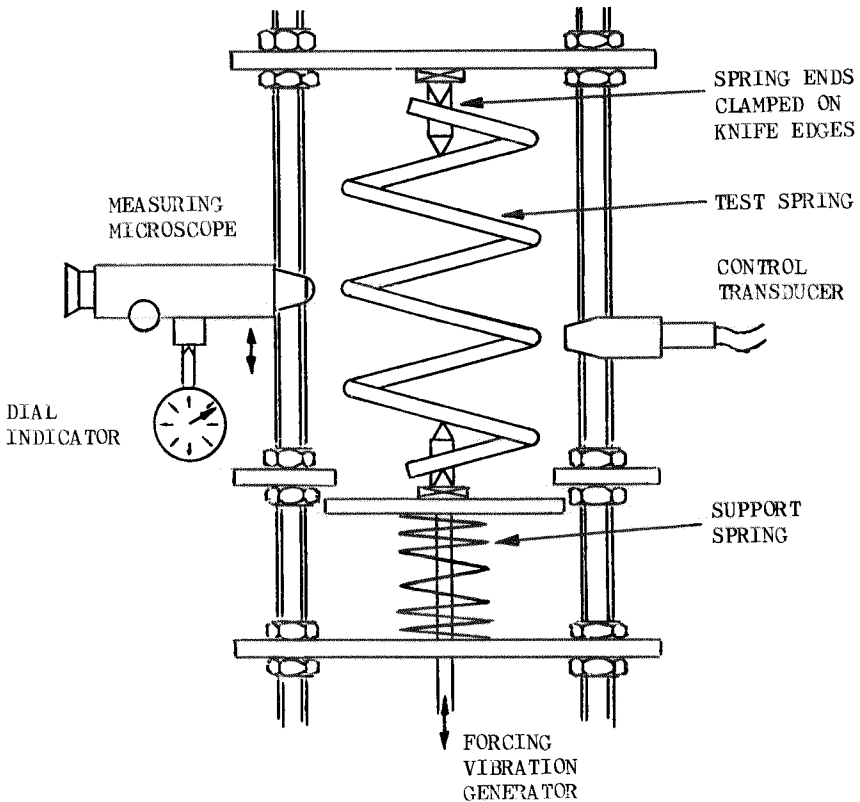 SPRING ENDS
CLAMPED ON
KNIFE EDGES
MEASURING
MICROSCOPE
TEST SPRING
CONTROL
TRANSDUCER
DIAL
INDICATOR
SUPPORT
SPRING
FORCING
VIBRATION
GENERATOR